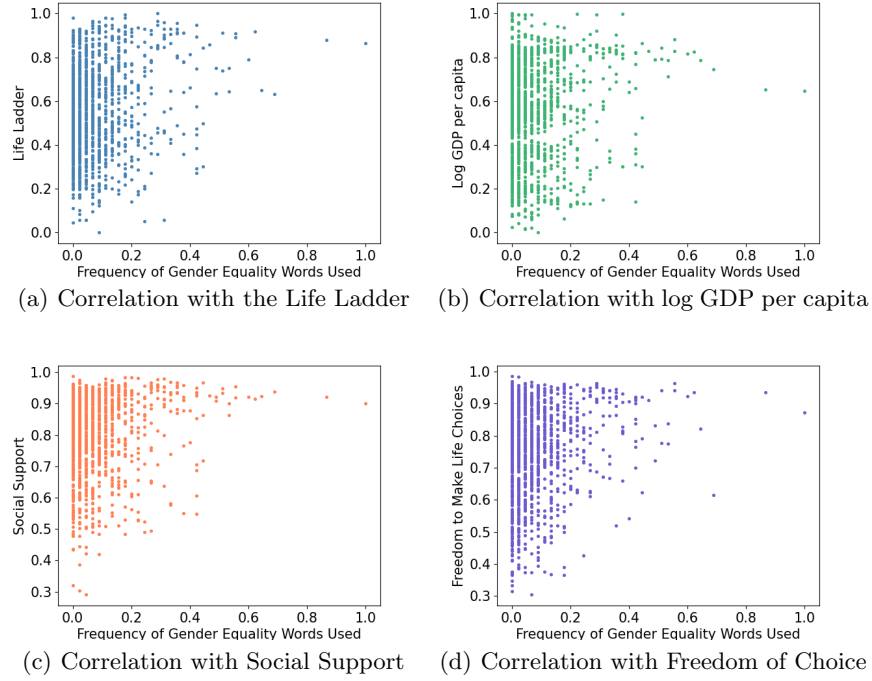 1.0
0.8
0.6
0.4
0.2
0.0
Life Ladder
0.0 0.2 0.4 0.6 0.8 1.0
Frequency of Gender Equality Words Used
(a) Correlation with the Life Ladder
1.0
0.8
0.6
0.4
0.2
0.0
Log GDP per capita
0.0 0.2 0.4 0.6 0.8 1.0
Frequency of Gender Equality Words Used
(b) Correlation with log GDP per capita
1.0
0.9
0.8
0.7
0.6
0.5
0.4
0.3
Social Support
0.0 0.2 0.4 0.6 0.8 1.0
Frequency of Gender Equality Words Used
(c) Correlation with Social Support
1.0
0.9
0.8
0.7
0.6
0.5
0.4
0.3
Freedom to Make Life Choices
0.0 0.2 0.4 0.6 0.8 1.0
Frequency of Gender Equality Words Used
(d) Correlation with Freedom of Choice